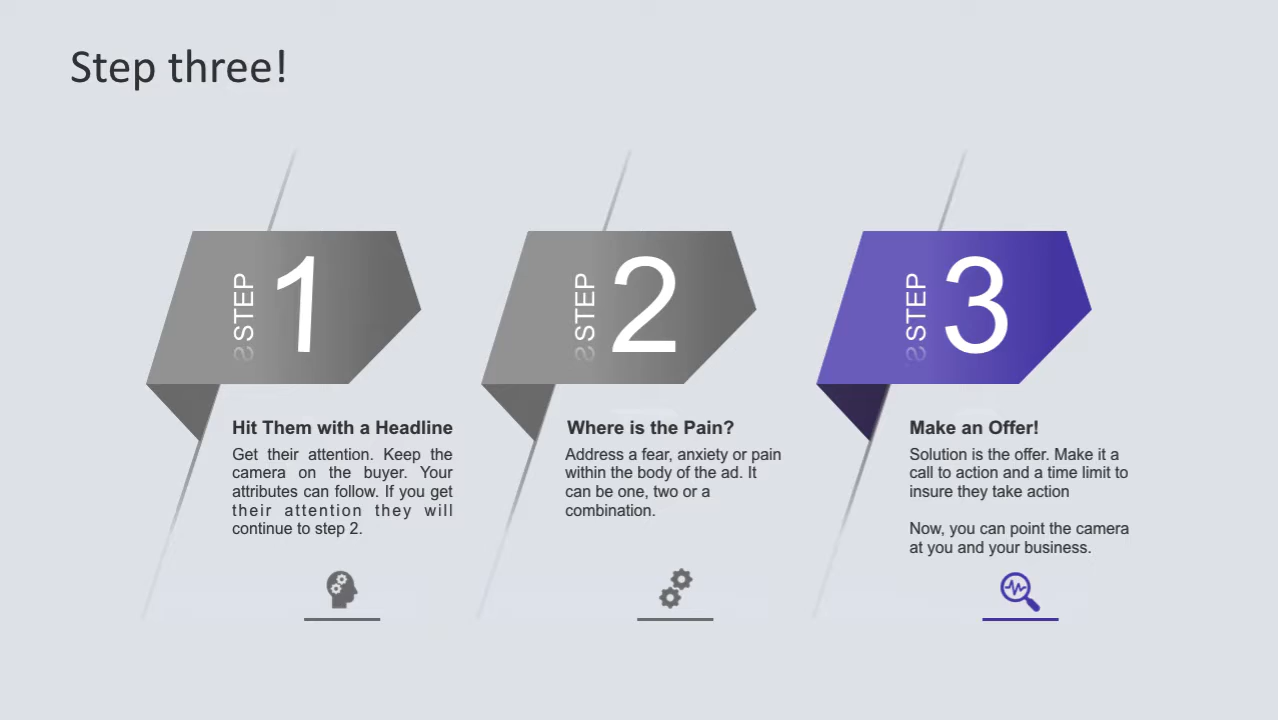 Step three!
STEP 1
Hit Them with a Headline
Get their attention. Keep the
camera on the buyer. Your
attributes can follow. If you get
their attention they will
continue to step 2.
STEP 2
Where is the Pain?
Address a fear, anxiety or pain
within the body of the ad. It
can be one, two or a
combination.
STEP 3
Make an Offer!
Solution is the offer. Make it a
call to action and a time limit to
insure they take action
Now, you can point the camera
at you and your business.